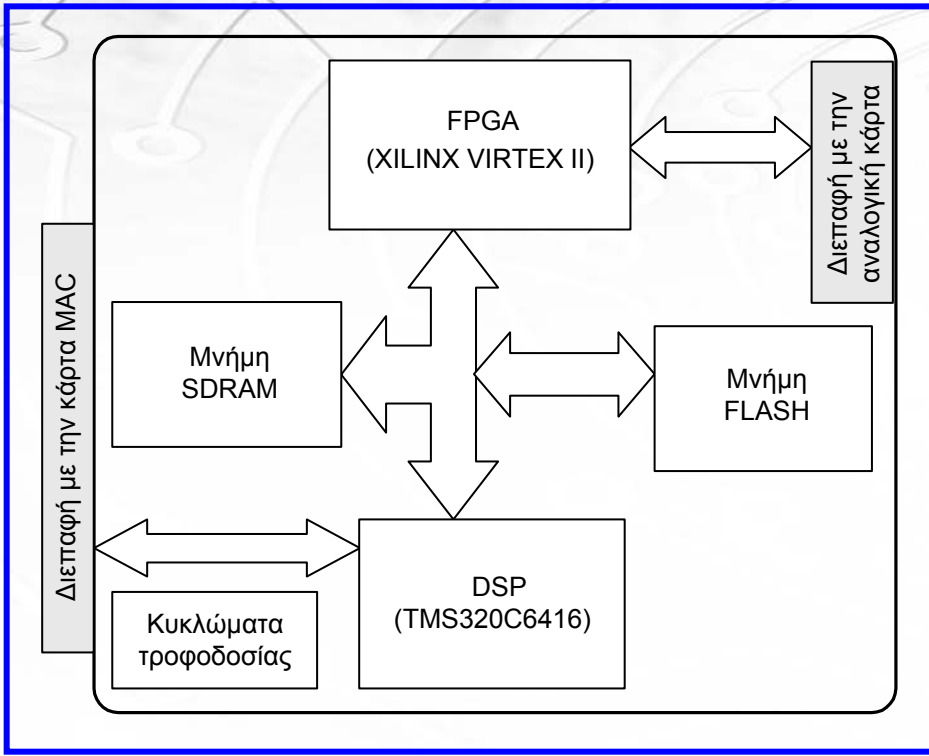 FPGA
(XILINX VIRTEX II)
Διεπαφή με την
αναλογική κάρτα
Διεπαφή με την κάρτα MAC
Μνήμη
SDRAM
Μνήμη
FLASH
DSP
(TMS320C6416)
Κυκλώματα
τροφοδοσίας